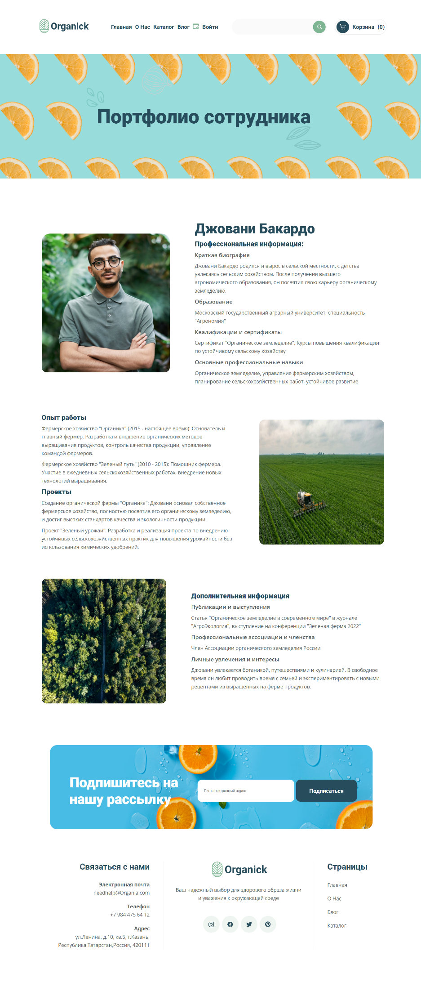 Organick
Главная О Нас Каталог Блог Войти
Корзина (0)
Портфолио сотрудника
Джовани Бакардо
Профессиональная информация:
Краткая биография
Джовани Бакардо родился и вырос в сельской местности, с детства
увлекаясь сельским хозяйством. После получения высшего
агрономического образования, он посвятил свою карьеру органическому
земледелию.
Образование
Московский государственный аграрный университет, специальность
"Агрономия"
Квалификации и сертификаты
Сертификат "Органическое земледелие", Курсы повышения квалификации
по устойчивому сельскому хозяйству
Основные профессиональные навыки
Органическое земледелие, управление фермерским хозяйством,
планирование сельскохозяйственных работ, устойчивое развитие
Опыт работы
Фермерское хозяйство "Органика" (2015 - настоящее время): Основатель и
главный фермер. Разработка и внедрение органических методов
выращивания продуктов, контроль качества продукции, управление
командой фермеров.
Фермерское хозяйство "Зеленый путь" (2010 - 2015): Помощник фермера.
Участие в ежедневных сельскохозяйственных работах, внедрение новых
технологий выращивания.
Проекты
Создание органической фермы "Органика": Джовани основал собственное
фермерское хозяйство, полностью посвятив его органическому земледелию,
и достиг высоких стандартов качества и экологичности продукции.
Проект "Зеленый урожай": Разработка и реализация проекта по внедрению
устойчивых сельскохозяйственных практик для повышения урожайности без
использования химических удобрений.
Дополнительная информация
Публикации и выступления
Статья "Органическое земледелие в современном мире" в журнале
"АгроЭкология", выступление на конференции "Зеленая ферма 2022"
Профессиональные ассоциации и членства
Член Ассоциации органического земледелия России
Личные увлечения и интересы
Джовани увлекается ботаникой, путешествиями и кулинарией. В свободное
время он любит проводить время с семьей и экспериментировать с новыми
рецептами из выращенных на ферме продуктов.
Подпишитесь на
нашу рассылку
Ваш электронный адрес
Подписаться
Связаться с нами
Электронная почта
needhelp@Organia.com
Телефон
+7 984 475 64 12
Адрес
ул.Ленина, д.10, кв.5, г.Казань,
Республика Татарстан,Россия, 420111
Organick
Ваш надежный выбор для здорового образа жизни
и уважения к окружающей среде
Страницы
Главная
О Нас
Блог
Каталог